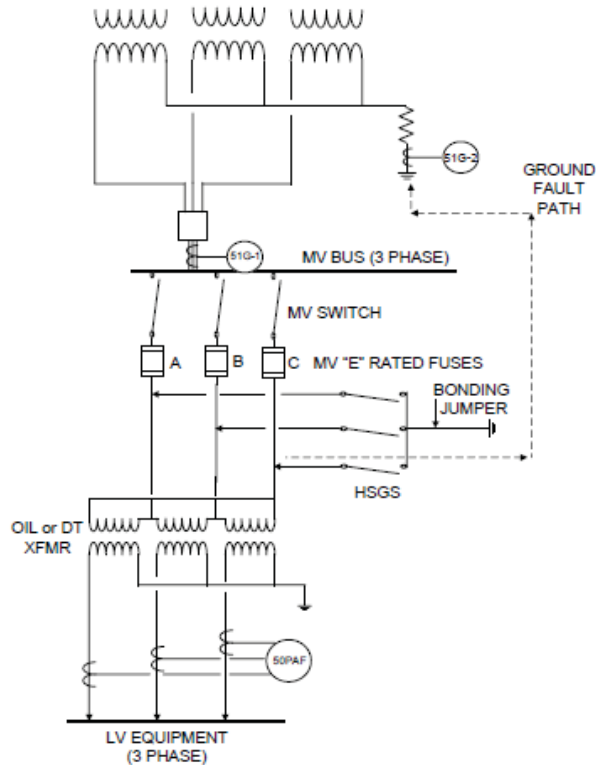 51G-2
GROUND
FAULT
PATH
51G-1
MV BUS (3 PHASE)
MV SWITCH
A
B
C
MV "E" RATED FUSES
BONDING
JUMPER
HSGS
OIL or DT
XFMR
50PAF
LV EQUIPMENT
(3 PHASE)